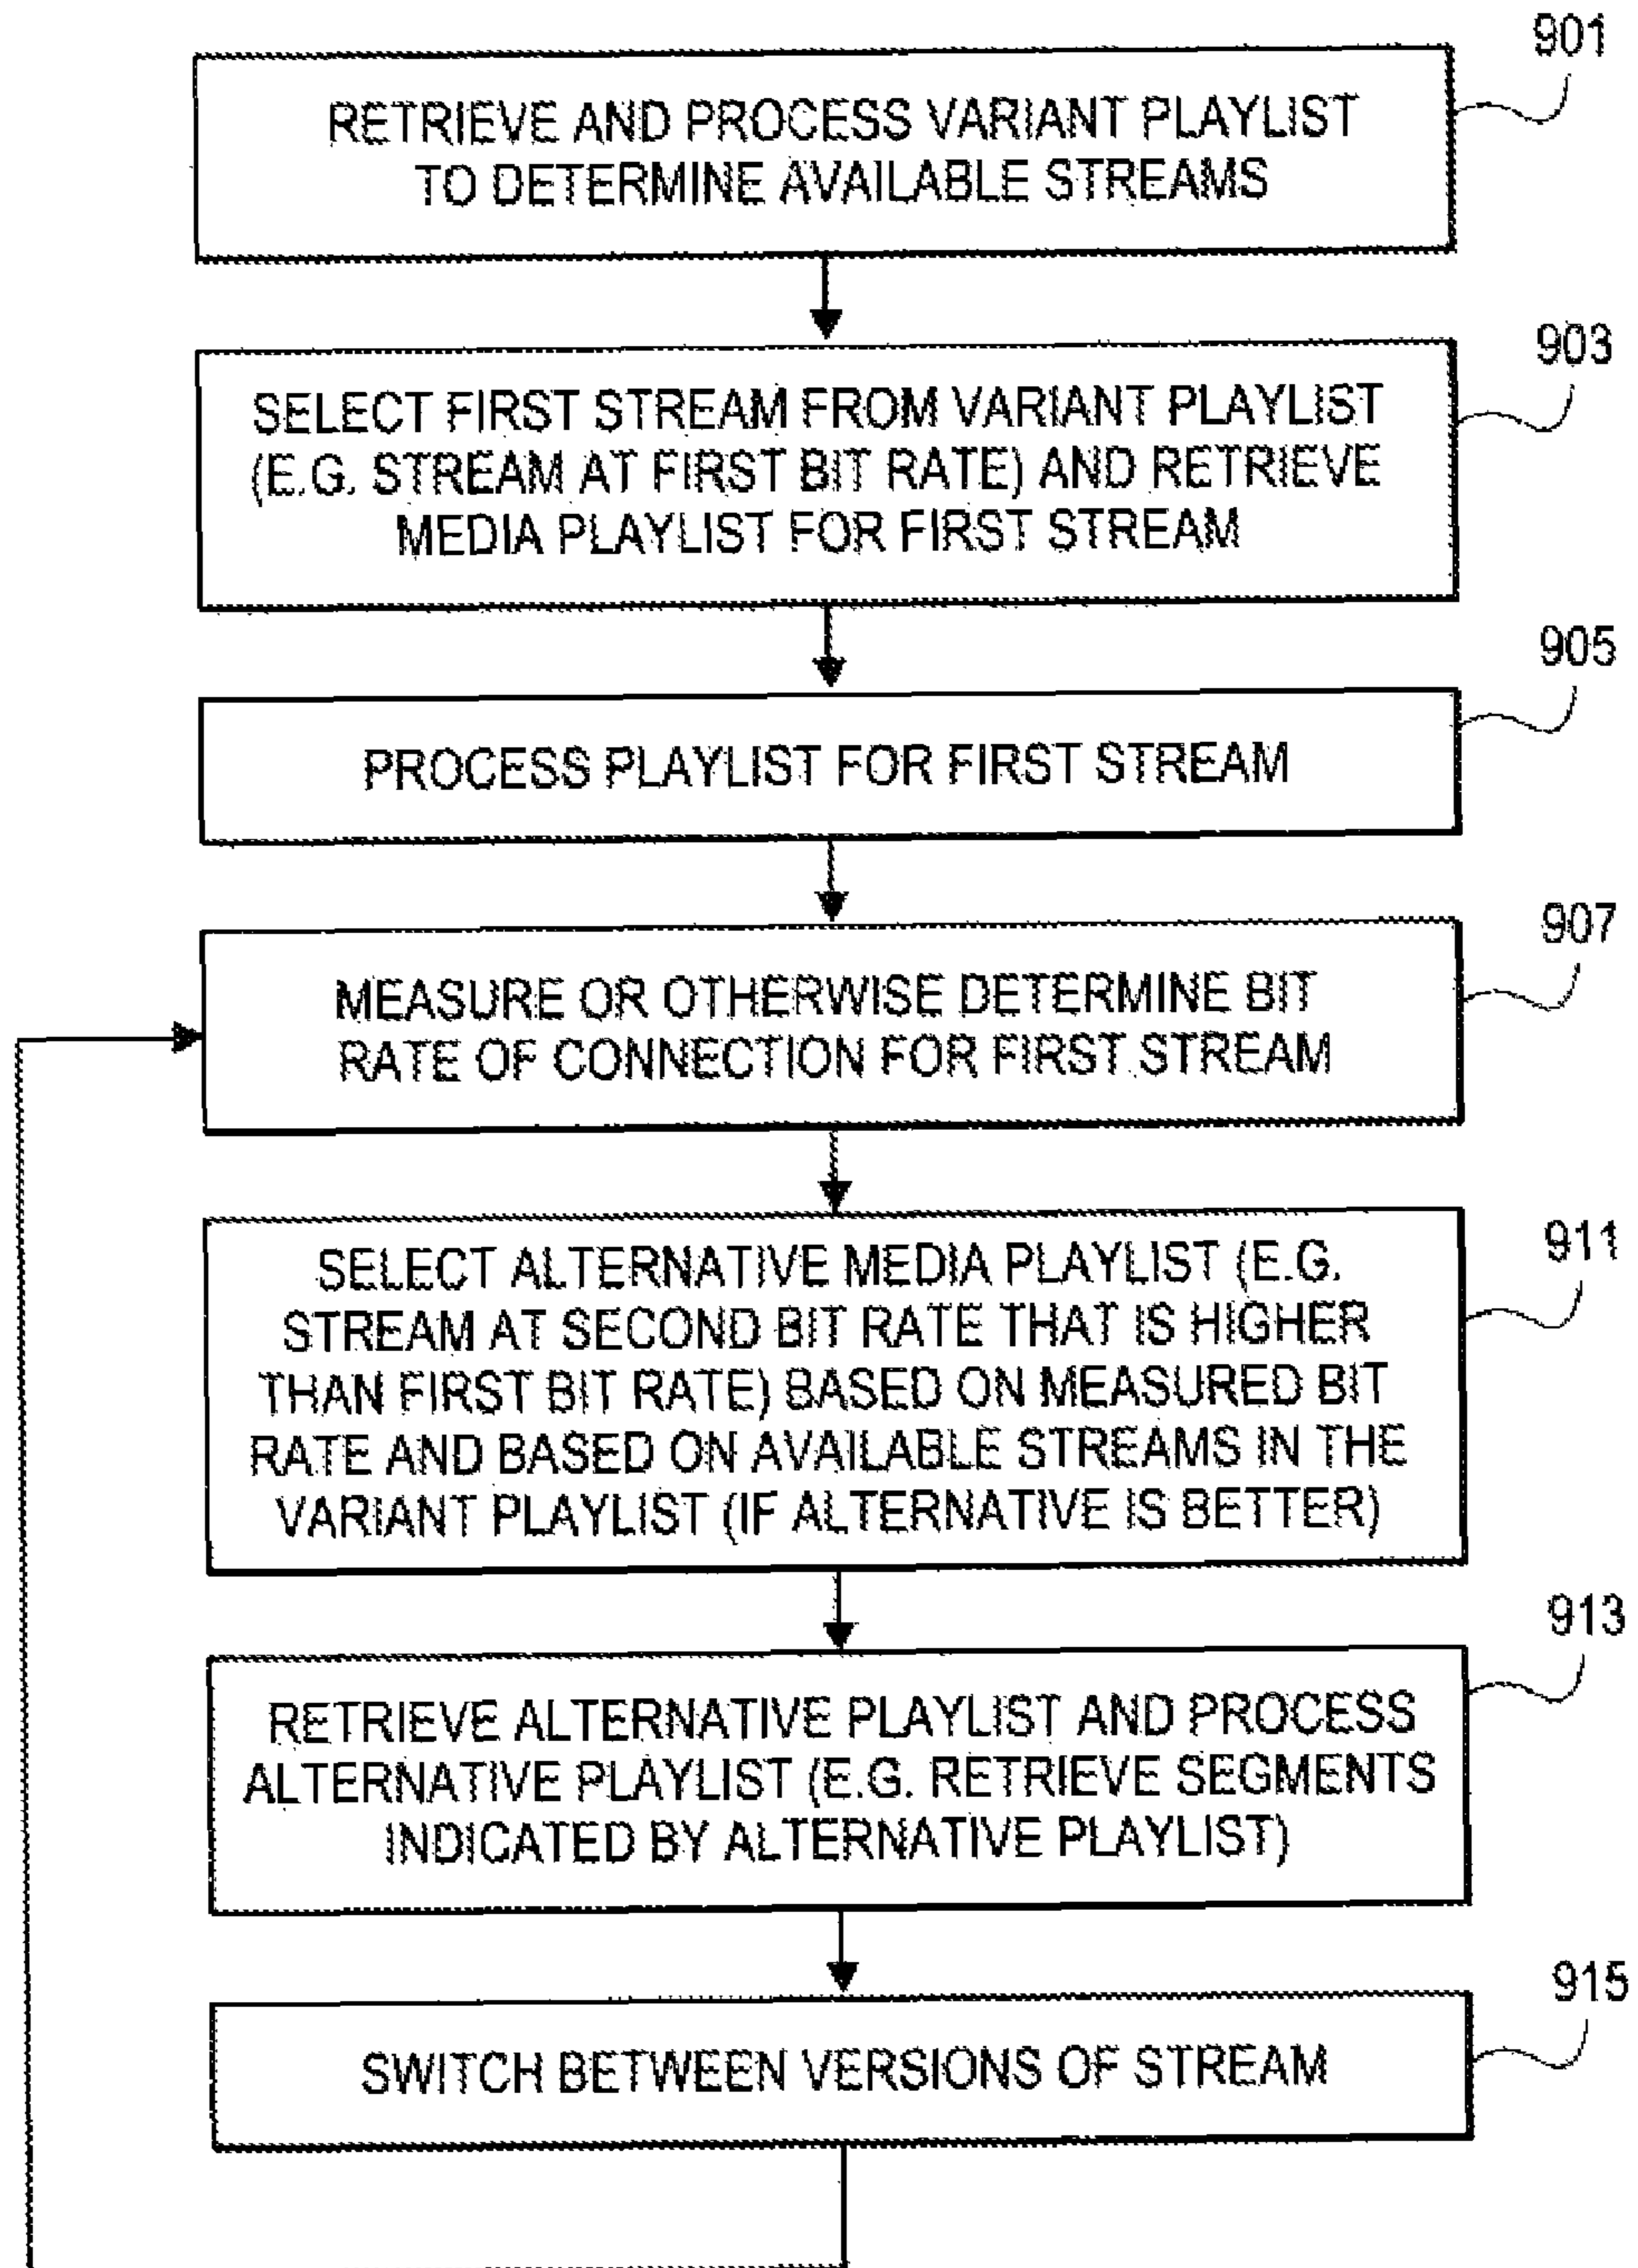 901
RETRIEVE AND PROCESS VARIANT PLAYLIST
TO DETERMINE AVAILABLE STREAMS
903
SELECT FIRST STREAM FROM VARIANT PLAYLIST
(E.G. STREAM AT FIRST BIT RATE) AND RETRIEVE
MEDIA PLAYLIST FOR FIRST STREAM
905
PROCESS PLAYLIST FOR FIRST STREAM
907
MEASURE OR OTHERWISE DETERMINE BIT
RATE OF CONNECTION FOR FIRST STREAM
911
SELECT ALTERNATIVE MEDIA PLAYLIST (E.G.
STREAM AT SECOND BIT RATE THAT IS HIGHER
THAN FIRST BIT RATE) BASED ON MEASURED BIT
RATE AND BASED ON AVAILABLE STREAMS IN THE
VARIANT PLAYLIST (IF ALTERNATIVE IS BETTER)
913
RETRIEVE ALTERNATIVE PLAYLIST AND PROCESS
ALTERNATIVE PLAYLIST (E.G. RETRIEVE SEGMENTS
INDICATED BY ALTERNATIVE PLAYLIST)
915
SWITCH BETWEEN VERSIONS OF STREAM